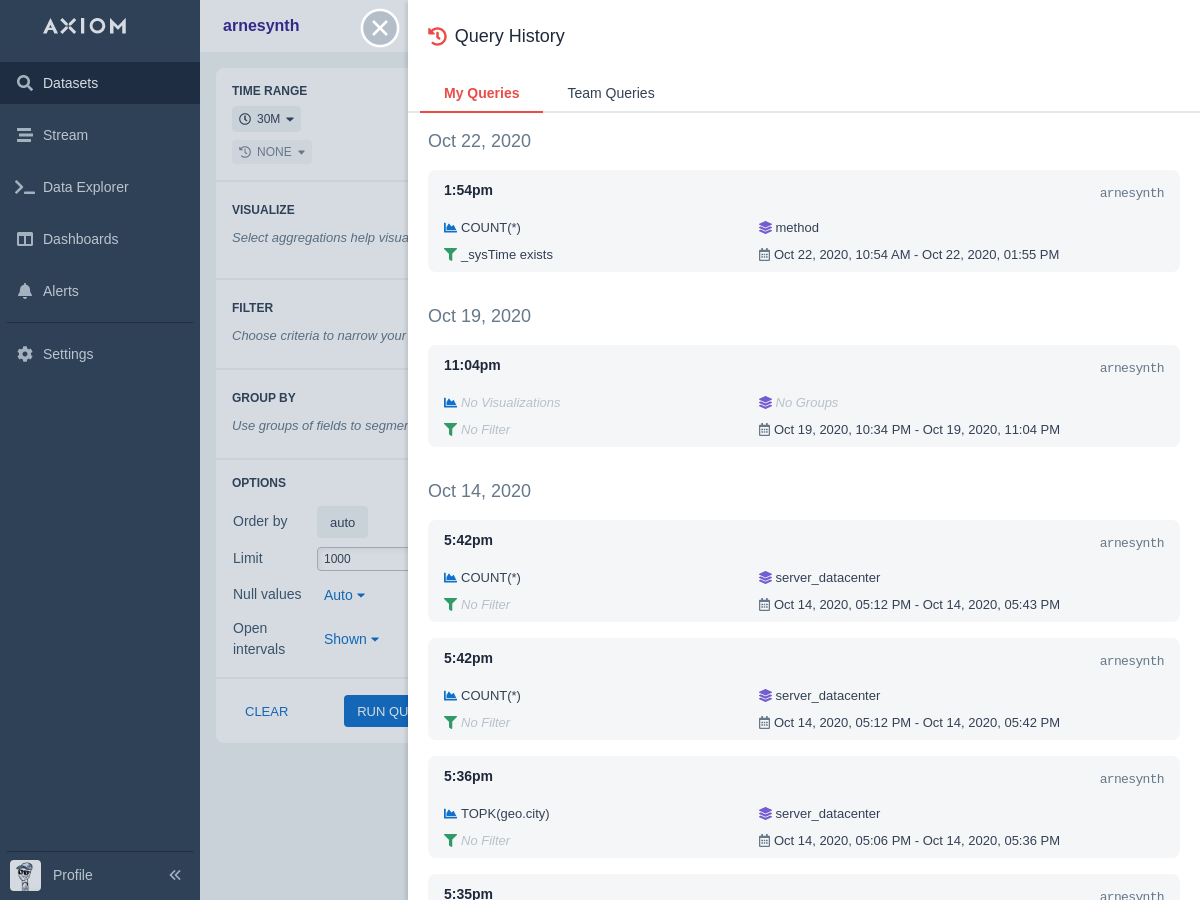 AXIOM
Datasets
Stream
Data Explorer
Dashboards
Alerts
Settings
Profile
arnesynth
TIME RANGE
30M
NONE
VISUALIZE
Select aggregations help visua
FILTER
Choose criteria to narrow your
GROUP BY
Use groups of fields to segmen
OPTIONS
Order by auto
Limit 1000
Null values Auto
Open intervals Shown
CLEAR RUN QU
Query History
My Queries Team Queries
Oct 22, 2020
1:54pm arnesynth
COUNT(*) method
_sysTime exists Oct 22, 2020, 10:54 AM - Oct 22, 2020, 01:55 PM
Oct 19, 2020
11:04pm arnesynth
No Visualizations No Groups
No Filter Oct 19, 2020, 10:34 PM - Oct 19, 2020, 11:04 PM
Oct 14, 2020
5:42pm arnesynth
COUNT(*) server_datacenter
No Filter Oct 14, 2020, 05:12 PM - Oct 14, 2020, 05:43 PM
5:42pm arnesynth
COUNT(*) server_datacenter
No Filter Oct 14, 2020, 05:12 PM - Oct 14, 2020, 05:42 PM
5:36pm arnesynth
TOPK(geo.city) server_datacenter
No Filter Oct 14, 2020, 05:06 PM - Oct 14, 2020, 05:36 PM
5:35pm arnesynth